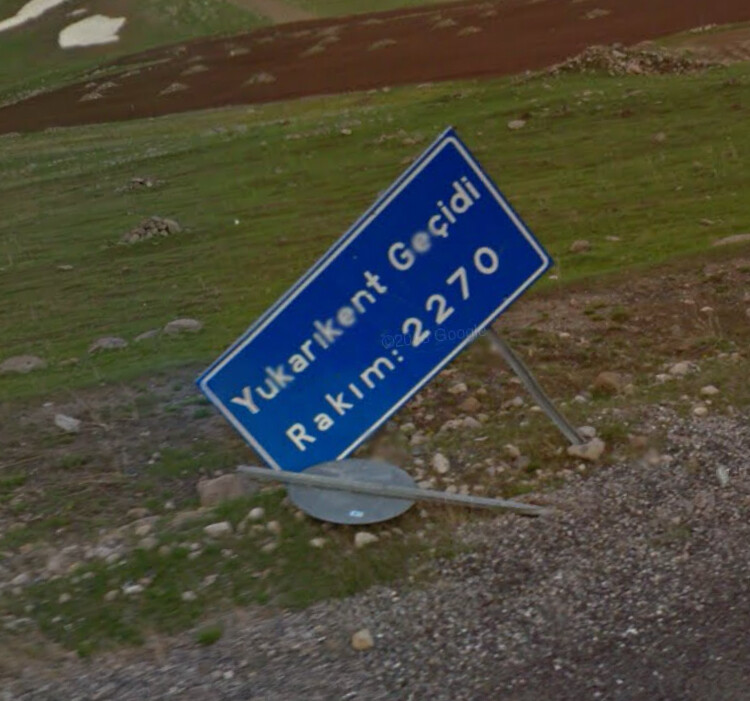 Yukarıkent Geçidi
Rakım: 2270